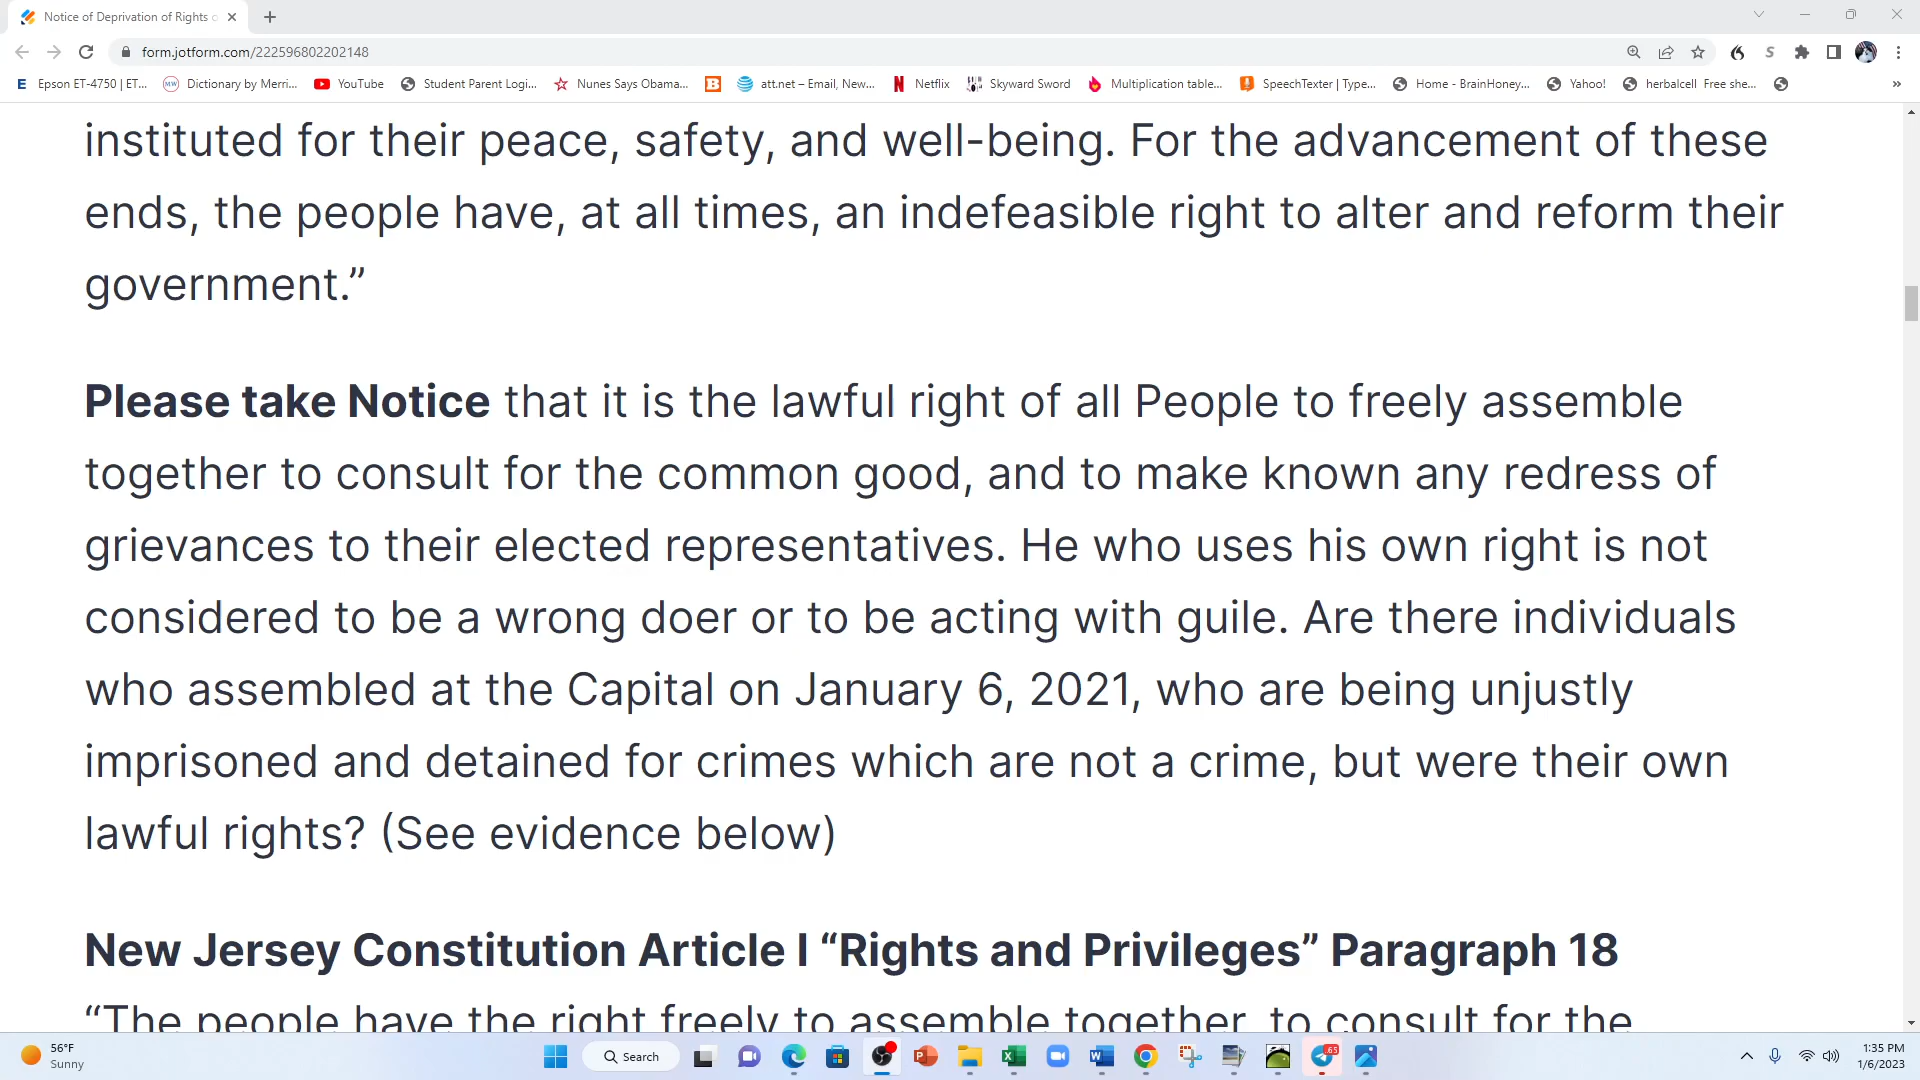 Notice of Deprivation of Rights
form.jotform.com/222596802202148
Epson ET-4750 | ET... Dictionary by Merri... YouTube Student Parent Logi... Nunes Says Obama... att.net – Email, New... Netflix Skyward Sword Multiplication table... SpeechTexter | Type... Home - BrainHoney... Yahoo! herbalcell Free she... »
instituted for their peace, safety, and well-being. For the advancement of these
ends, the people have, at all times, an indefeasible right to alter and reform their
government.”
Please take Notice that it is the lawful right of all People to freely assemble
together to consult for the common good, and to make known any redress of
grievances to their elected representatives. He who uses his own right is not
considered to be a wrong doer or to be acting with guile. Are there individuals
who assembled at the Capital on January 6, 2021, who are being unjustly
imprisoned and detained for crimes which are not a crime, but were their own
lawful rights? (See evidence below)
New Jersey Constitution Article I “Rights and Privileges” Paragraph 18
“The people have the right freely to assemble together, to consult for the
56°F
Sunny
Search
1:35 PM
1/6/2023